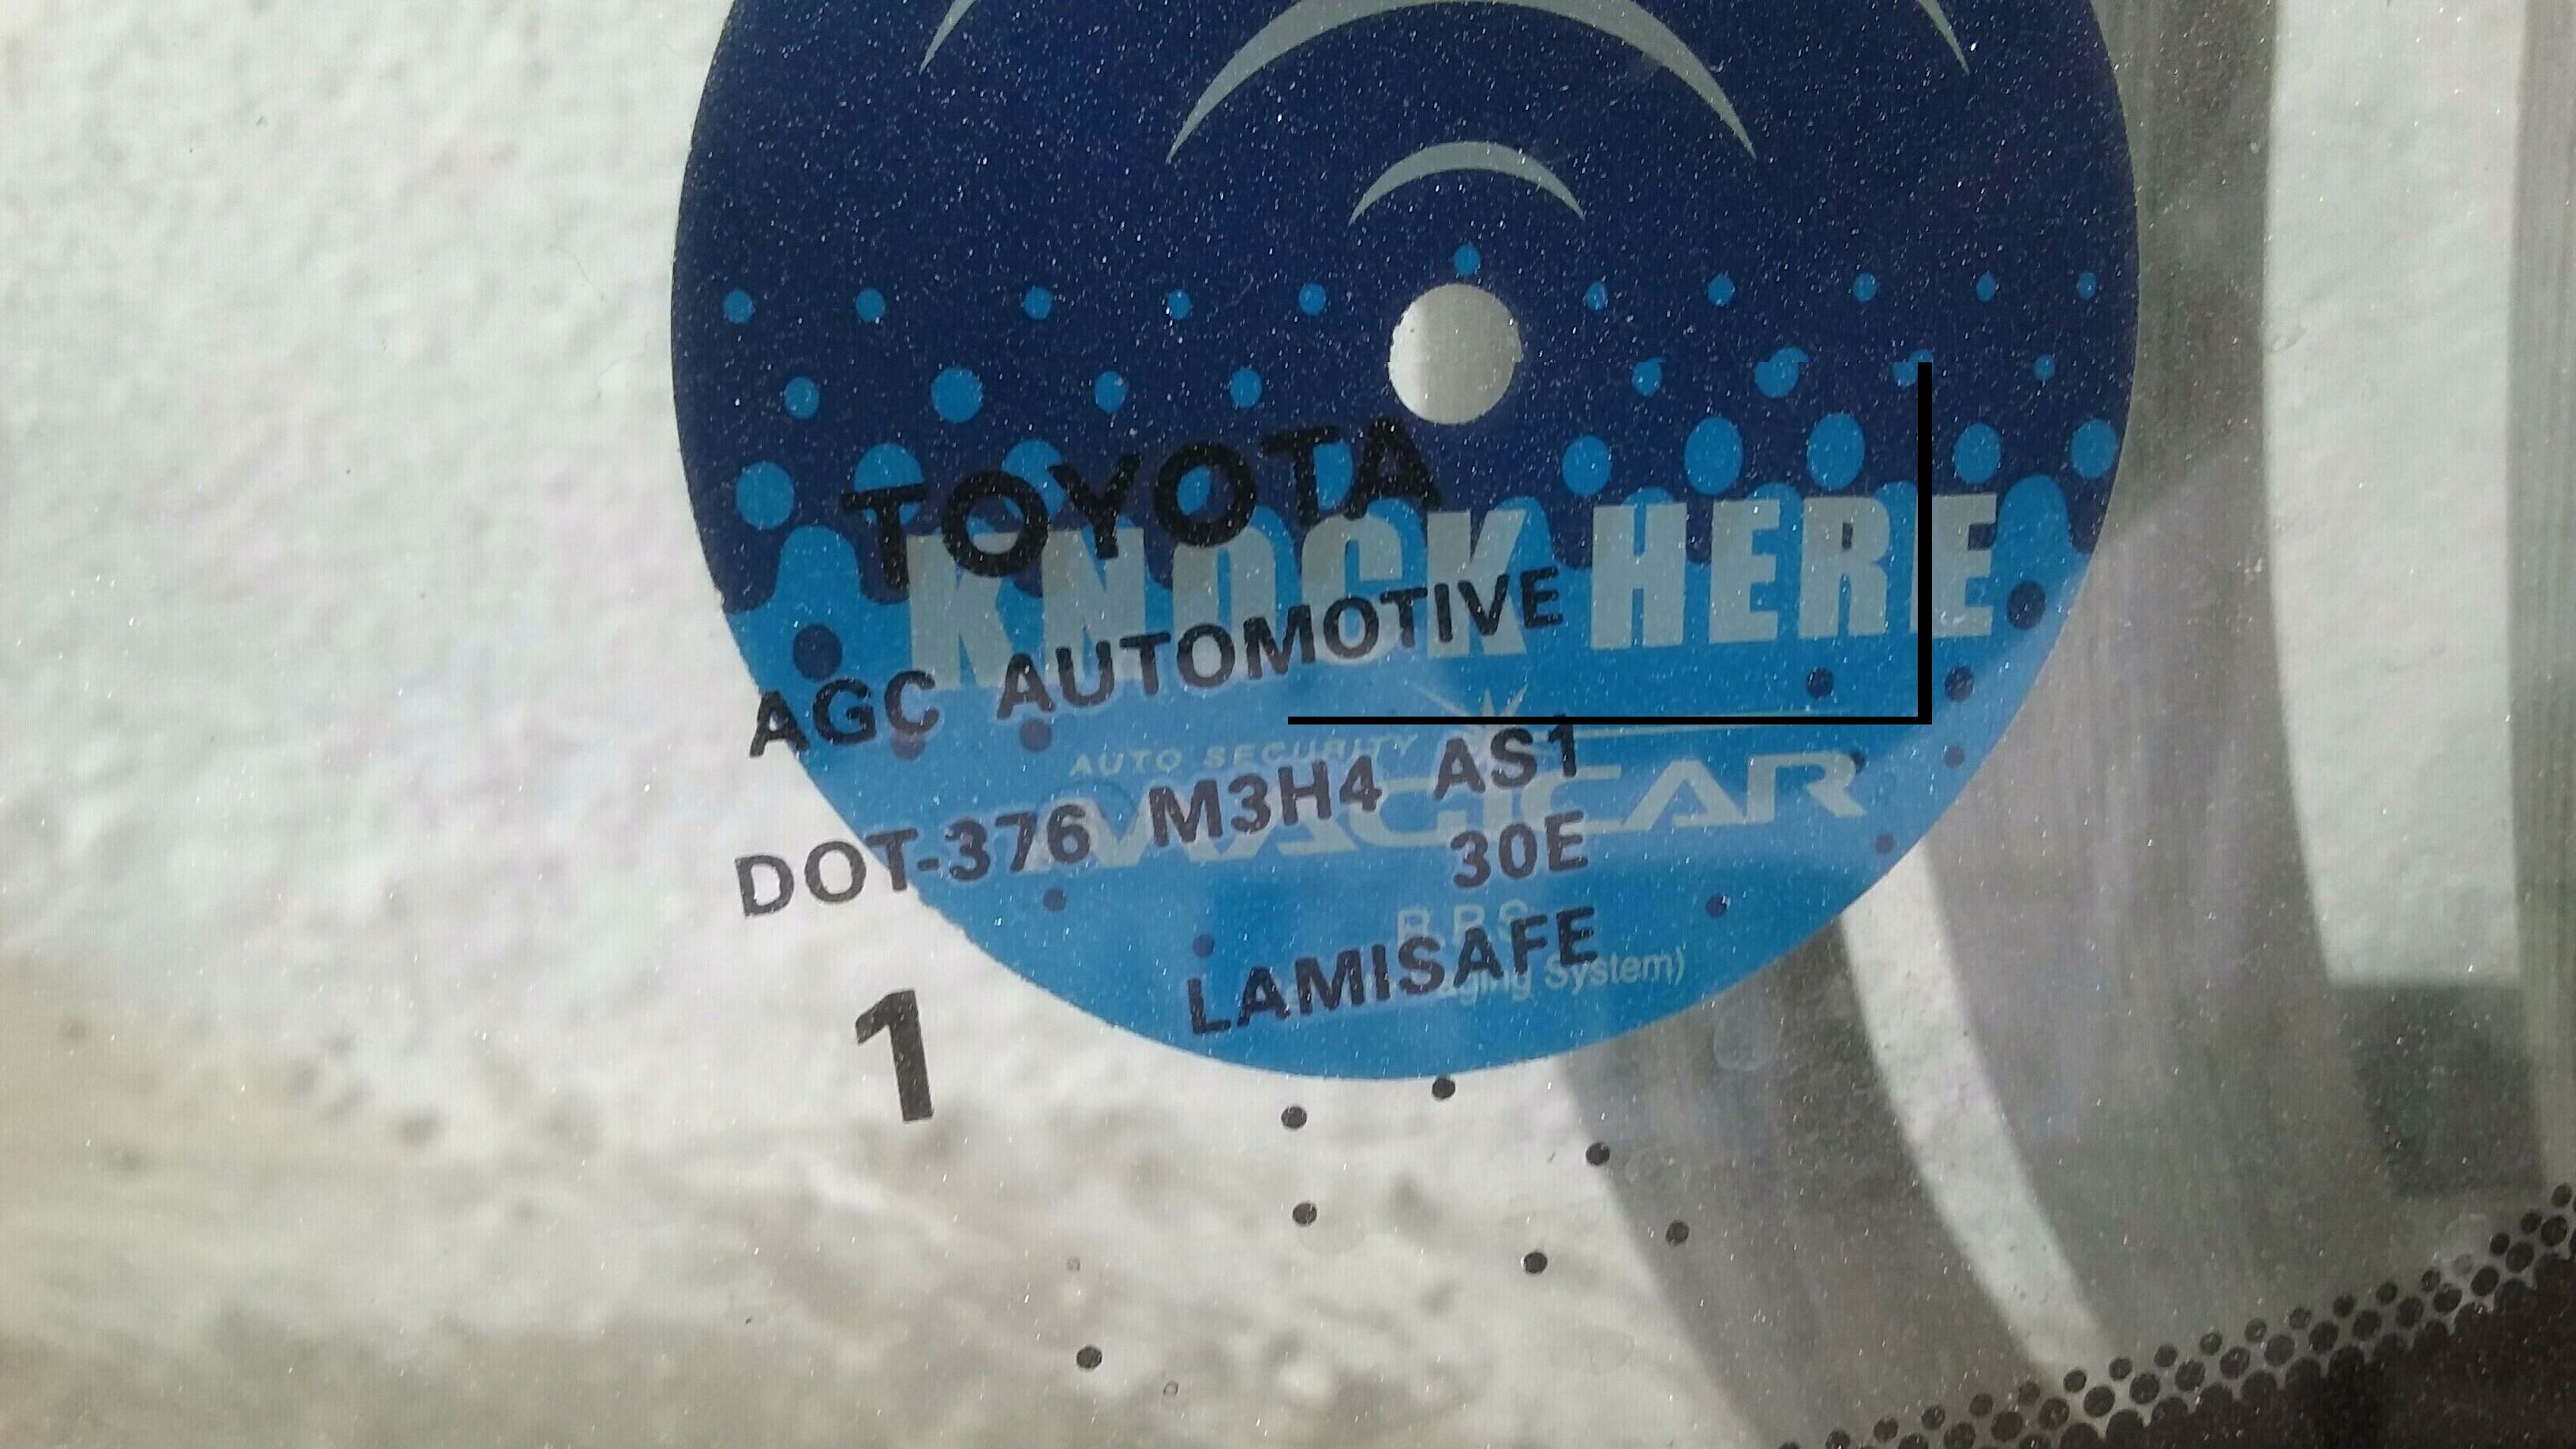 TOYOTA
KNOCK HERE
AGC AUTOMOTIVE
AUTO SECURITY
MAGICAR
DOT-376 M3H4 AS1
30E
R.P.S
LAMISAFE
System)
1